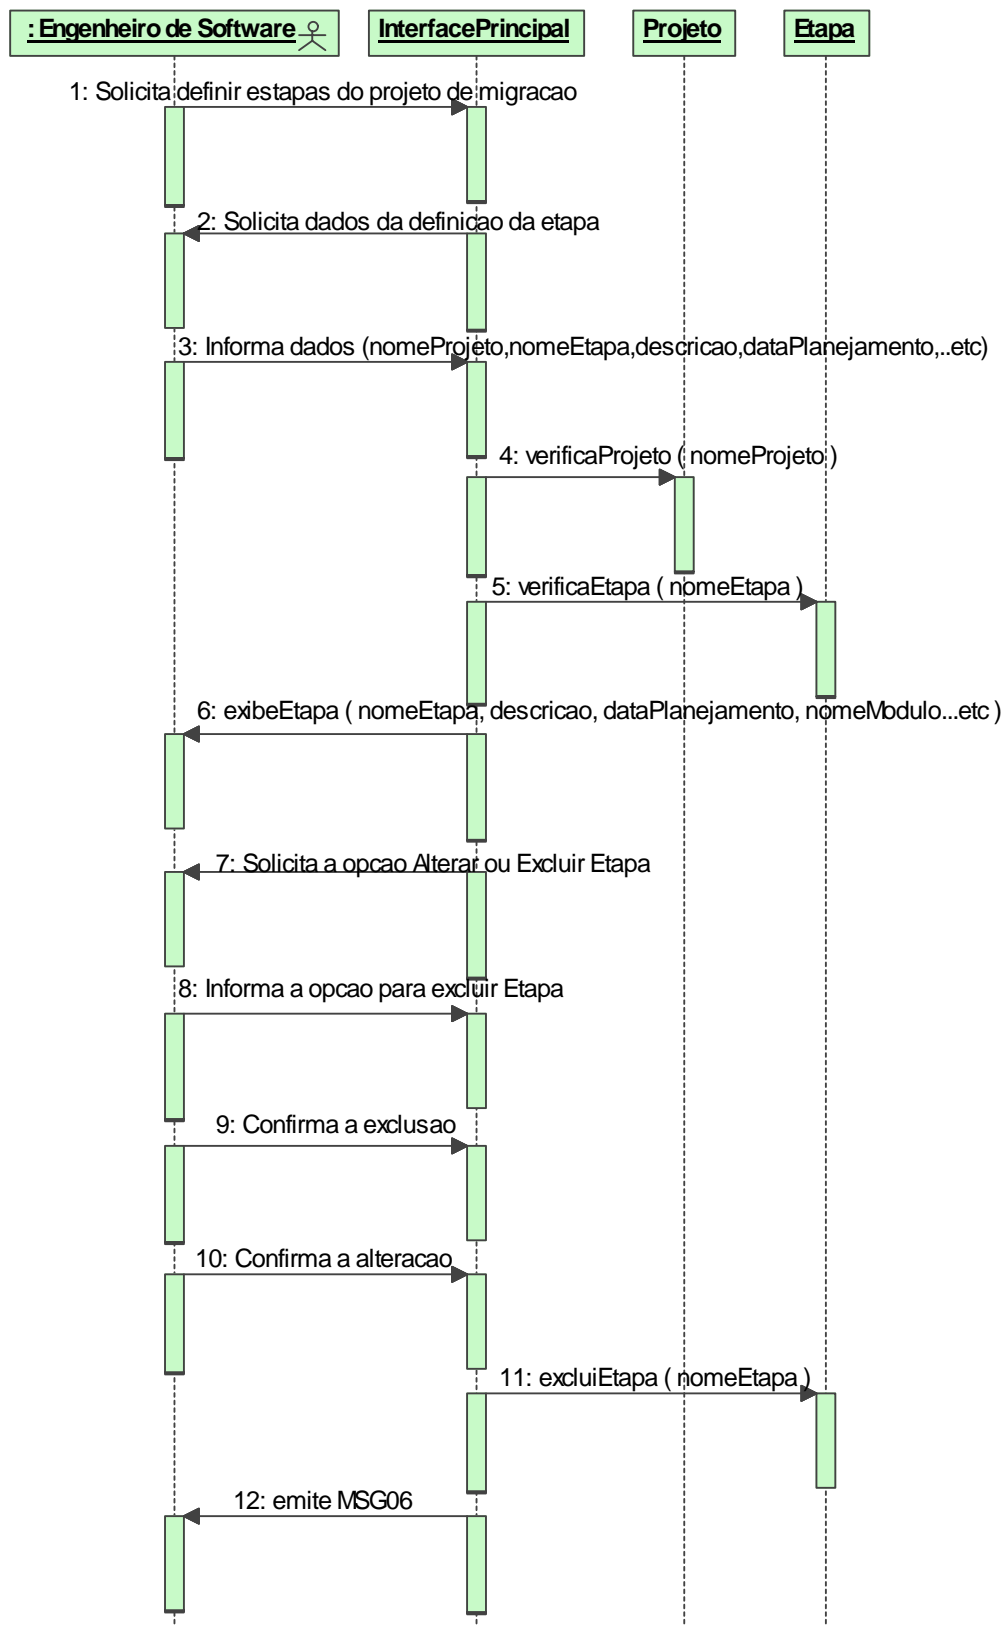 : Engenheiro de Software
InterfacePrincipal
Projeto
Etapa
1: Solicita definir estapas do projeto de migracao
2: Solicita dados da definicao da etapa
3: Informa dados (nomeProjeto,nomeEtapa,descricao,dataPlanejamento,..etc)
4: verificaProjeto ( nomeProjeto )
5: verificaEtapa ( nomeEtapa )
6: exibeEtapa ( nomeEtapa, descricao, dataPlanejamento, nomeModulo...etc )
7: Solicita a opcao Alterar ou Excluir Etapa
8: Informa a opcao para excluir Etapa
9: Confirma a exclusao
10: Confirma a alteracao
11: excluiEtapa ( nomeEtapa )
12: emite MSG06